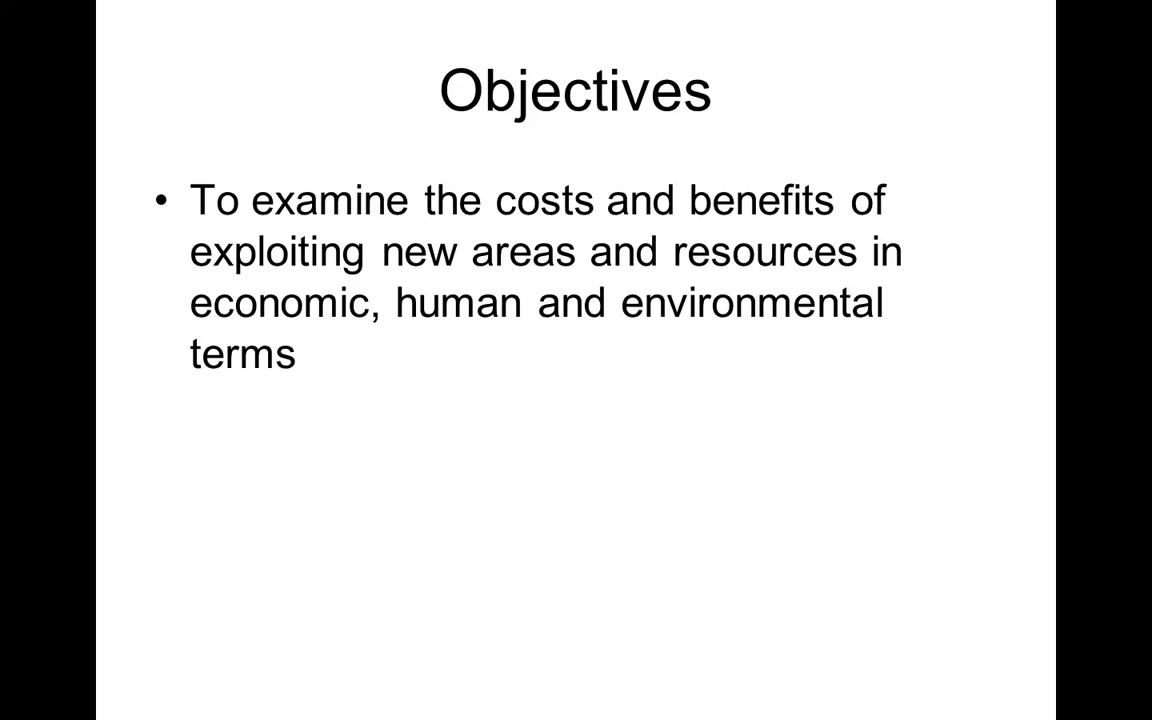 Objectives
• To examine the costs and benefits of
exploiting new areas and resources in
economic, human and environmental
terms